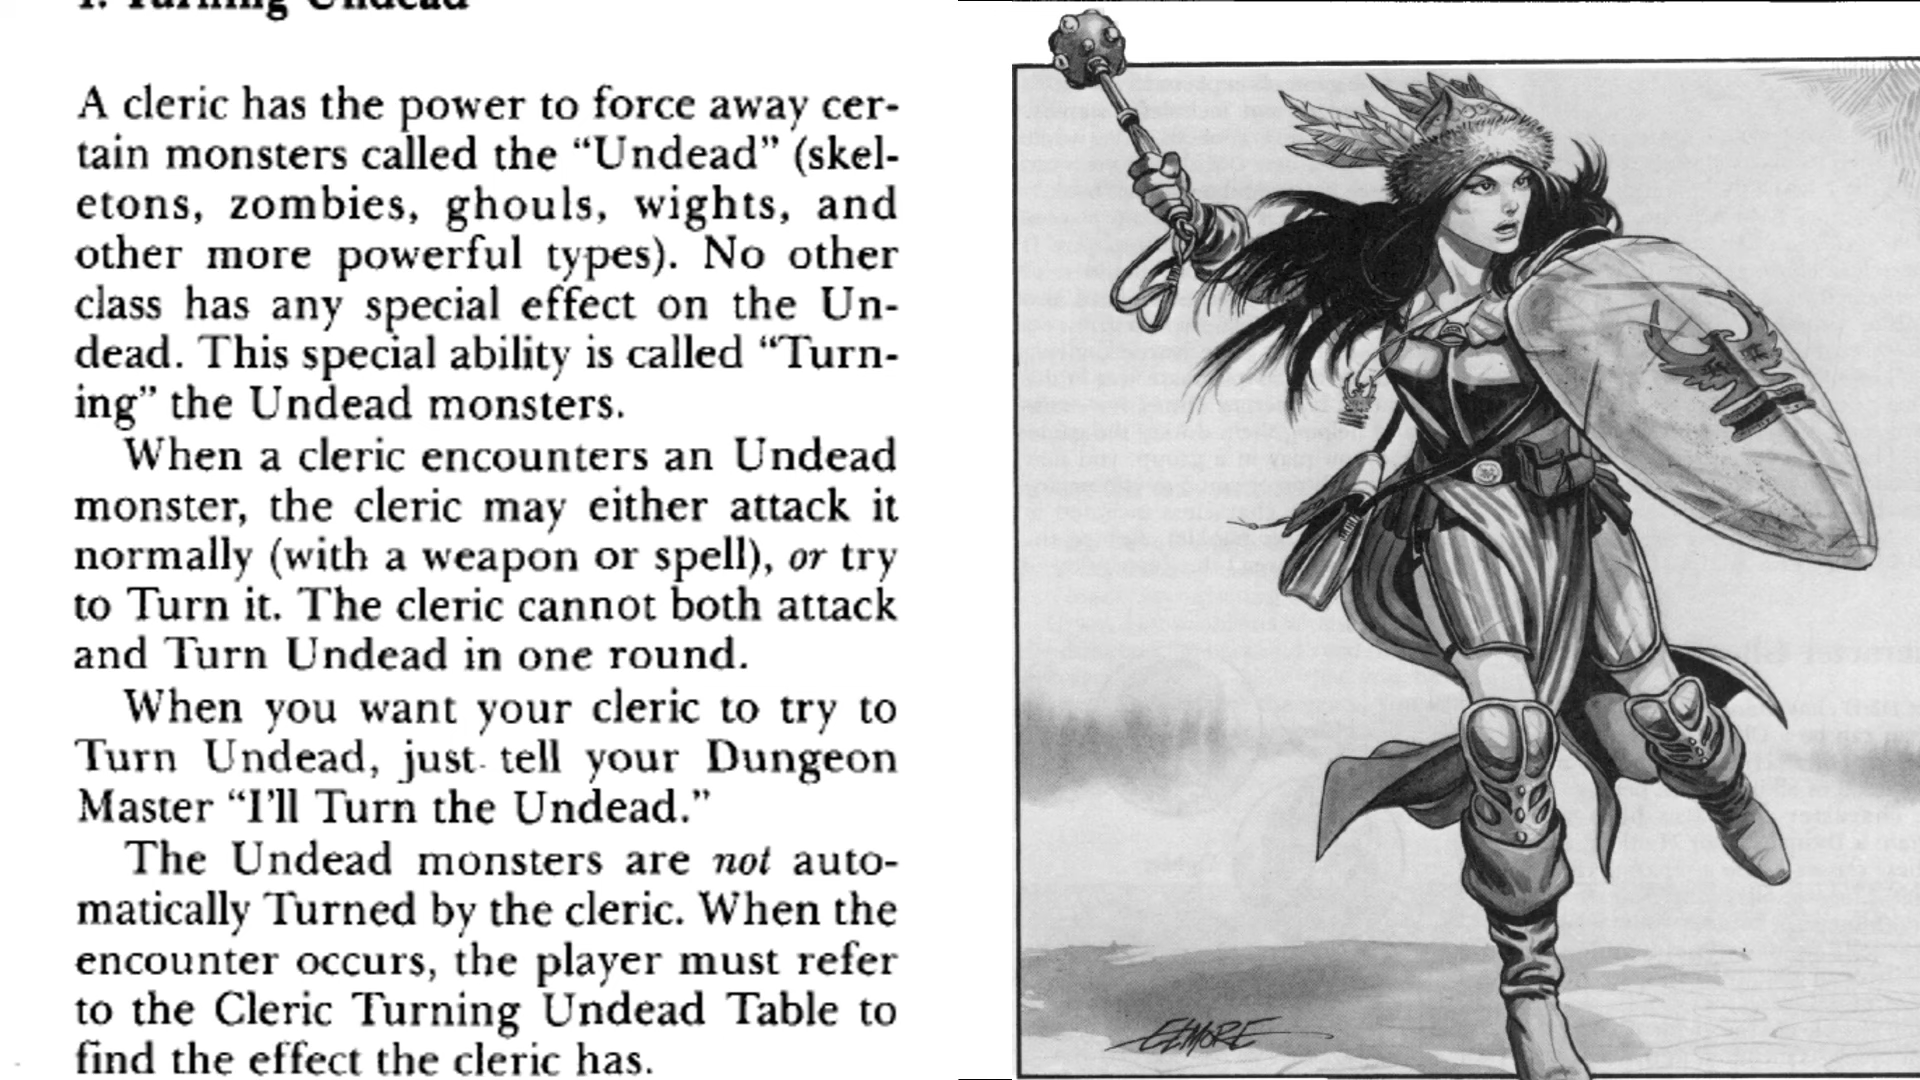 1. Turning Undead
A cleric has the power to force away cer-
tain monsters called the “Undead” (skel-
etons, zombies, ghouls, wights, and
other more powerful types). No other
class has any special effect on the Un-
dead. This special ability is called “Turn-
ing” the Undead monsters.
When a cleric encounters an Undead
monster, the cleric may either attack it
normally (with a weapon or spell), or try
to Turn it. The cleric cannot both attack
and Turn Undead in one round.
When you want your cleric to try to
Turn Undead, just tell your Dungeon
Master “I’ll Turn the Undead.”
The Undead monsters are not auto-
matically Turned by the cleric. When the
encounter occurs, the player must refer
to the Cleric Turning Undead Table to
find the effect the cleric has.
ELMORE